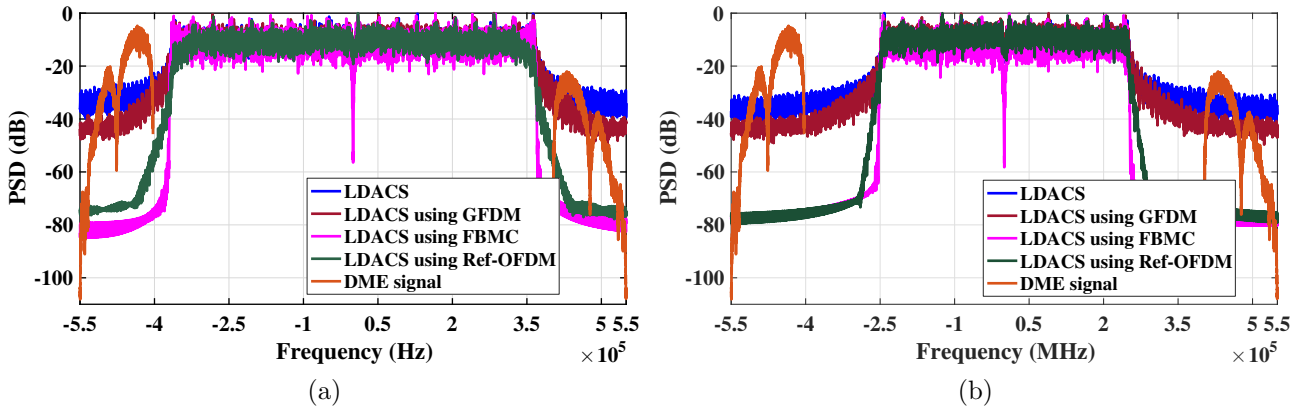 0
-20
-40
-60
-80
-100
PSD (dB)
LDACS
LDACS using GFDM
LDACS using FBMC
LDACS using Ref-OFDM
DME signal
-5.5 -4 -2.5 -1 0.5 2 3.5 5 5.5
Frequency (Hz)
×10^5
(a)
0
-20
-40
-60
-80
-100
PSD (dB)
LDACS
LDACS using GFDM
LDACS using FBMC
LDACS using Ref-OFDM
DME signal
-5.5 -4 -2.5 -1 0.5 2 3.5 5 5.5
Frequency (MHz)
×10^5
(b)